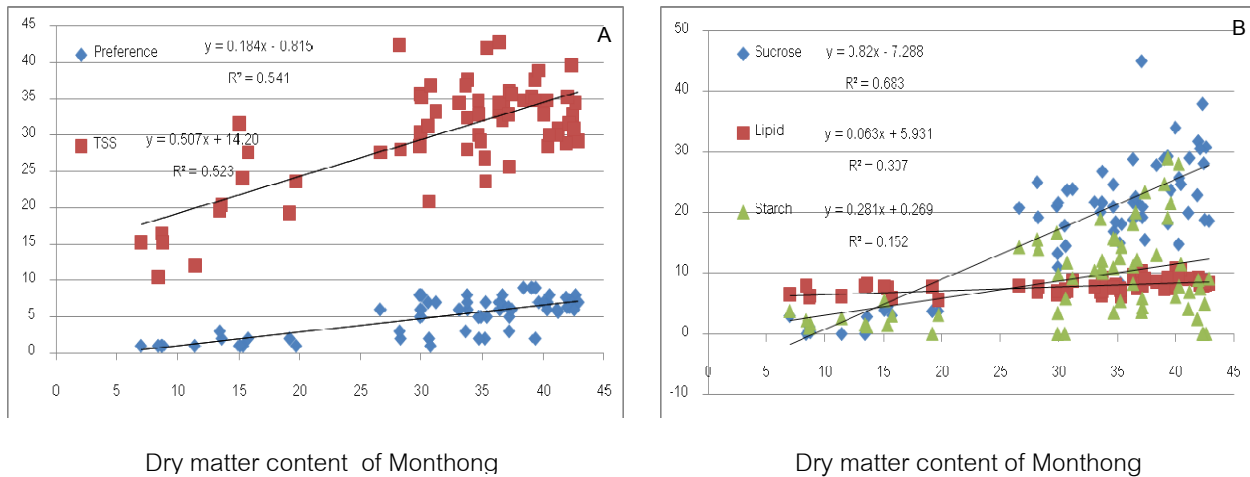 A
45
40
35
30
25
20
15
10
5
0
0 5 10 15 20 25 30 35 40 45
Preference y = 0.184x - 0.815
R² = 0.541
TSS y = 0.507x + 14.20
R² = 0.523
Dry matter content of Monthong
B
50
40
30
20
10
0
-10
0 5 10 15 20 25 30 35 40 45
Sucrose y = 0.82x - 7.288
R² = 0.683
Lipid y = 0.063x + 5.931
R² = 0.337
Starch y = 0.281x + 0.269
R² = 0.152
Dry matter content of Monthong